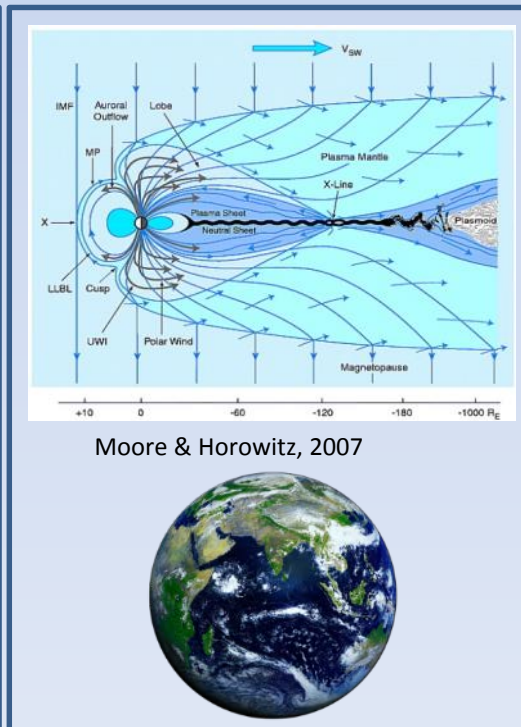 V_SW
IMF
Auroral
Outflow
Lobe
MP
Plasma Mantle
X-Line
X
Plasma Sheet
Neutral Sheet
Plasmoid
LLBL
Cusp
UWI
Polar Wind
Magnetopause
+10 0 -60 -120 -180 -1000 R_E
Moore & Horowitz, 2007